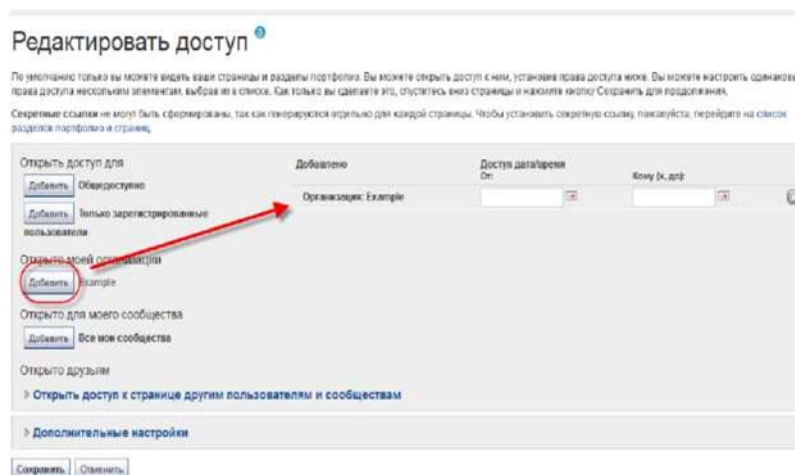 Редактировать доступ
По умолчанию только вы можете видеть ваши страницы и разделы портфолио. Вы можете открыть доступ к ним, установив права доступа ниже. Вы можете настроить одинаковы
права доступа нескольким элементам, выбрав их в списке. Как только вы сделаете это, спуститесь вниз страницы и нажмите кнопку Сохранить для продолжения.
Секретные ссылки не могут быть сформированы, так как генерируются отдельно для каждой страницы. Чтобы установить секретную ссылку, пожалуйста, перейдите на список
разделов портфолио и страниц.
Открыть доступ для
Добавить Общедоступно
Добавить Только зарегистрированные
пользователи
Открыто моей организации
Добавить Example
Открыто для моего сообщества
Добавить Все мои сообщества
Открыто друзьям
Добавлено Доступ дата/время
От: Кому (к, до):
Организация: Example
Открыть доступ к странице другим пользователям и сообществам
Дополнительные настройки
Сохранить Отменить